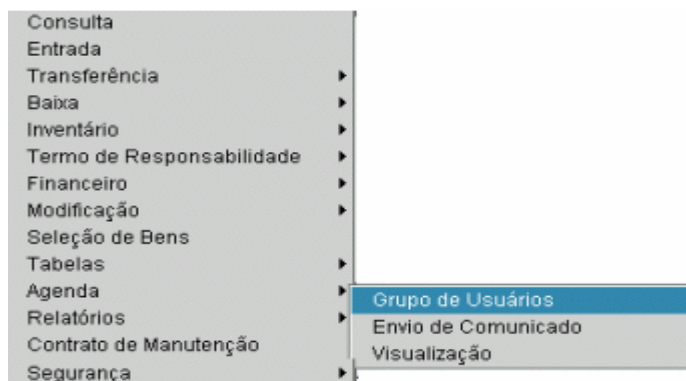 Consulta
Entrada
Transferência
Baixa
Inventário
Termo de Responsabilidade
Financeiro
Modificação
Seleção de Bens
Tabelas
Agenda
Relatórios
Contrato de Manutenção
Segurança
Grupo de Usuários
Envio de Comunicado
Visualização